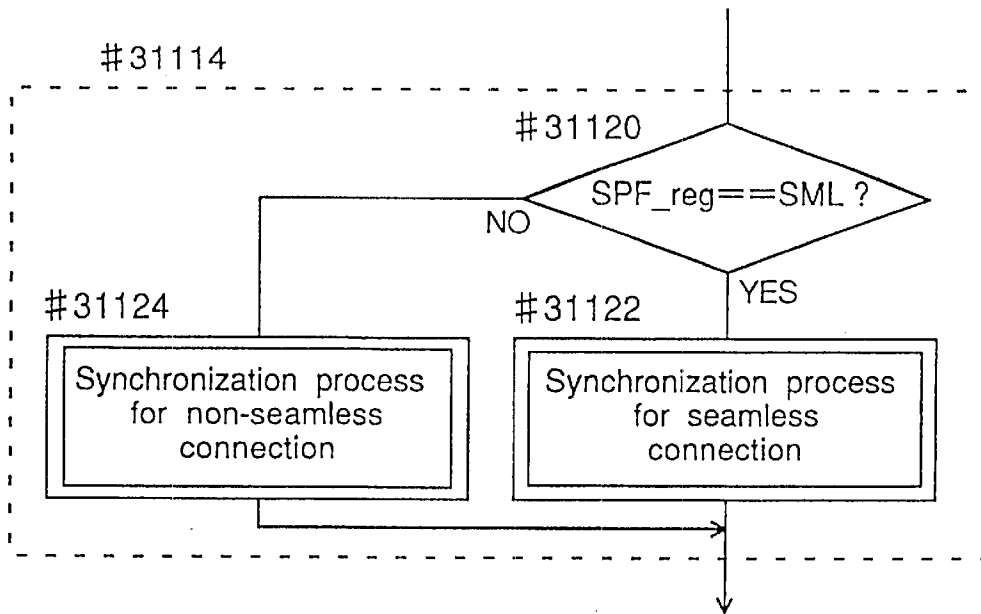 #31114
#31120
SPF_reg==SML ?
NO
YES
#31124
#31122
Synchronization process
for non-seamless
connection
Synchronization process
for seamless
connection